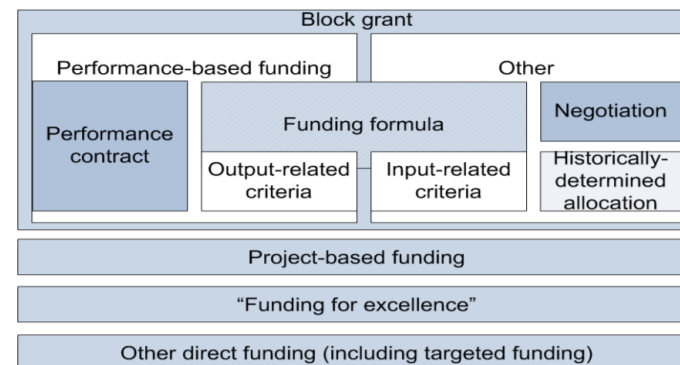 Block grant
Performance-based funding
Other
Performance
contract
Funding formula
Negotiation
Output-related
criteria
Input-related
criteria
Historically-
determined
allocation
Project-based funding
“Funding for excellence”
Other direct funding (including targeted funding)